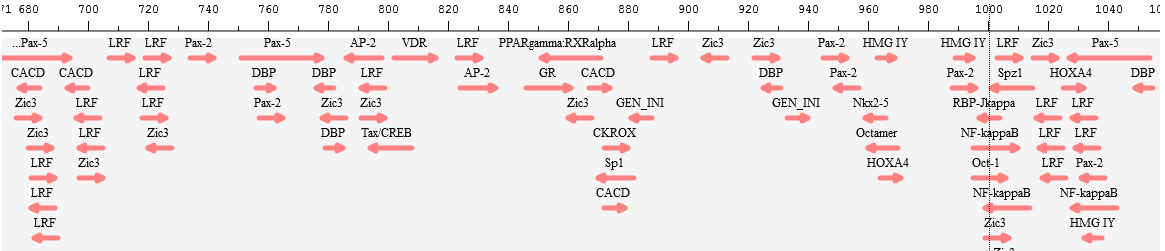 71 680 700 720 740 761 780 802 820 840 860 880 900 920 940 960 980 1000 1020 1040
...Pax-5 LRF LRF Pax-2 Pax-5 AP-2 VDR LRF PPARgamma:RXRalpha LRF Zic3 Zic3 Pax-2 HMG IY HMG IY LRF Zic3 Pax-5
CACD CACD LRF DBP DBP LRF AP-2 GR CACD DBP Pax-2 Pax-2 Spz1 HOXA4 DBP
Zic3 LRF LRF Pax-2 Zic3 Zic3 Zic3 GEN_INI GEN_INI Nkx2-5 RBP-Jkappa LRF LRF
Zic3 LRF Zic3 DBP Tax/CREB CKROX Octamer NF-kappaB LRF LRF
LRF Zic3 Sp1 HOXA4 Oct-1 LRF Pax-2
LRF CACD NF-kappaB NF-kappaB
LRF Zic3 HMG IY